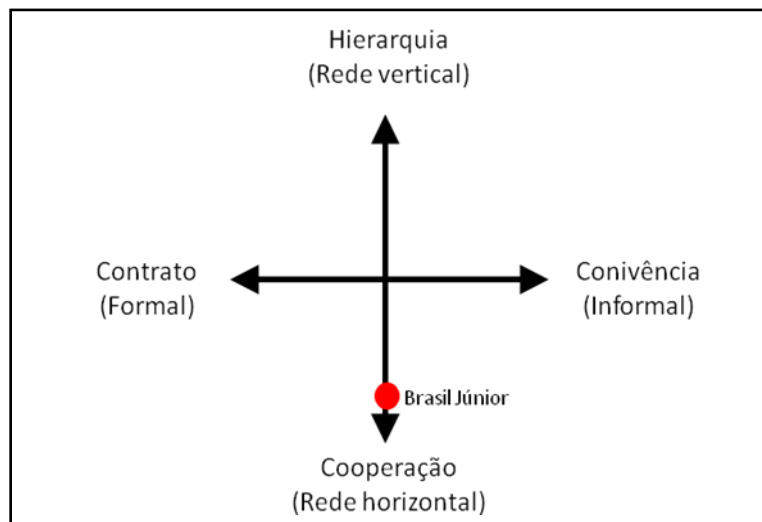 Hierarquia
(Rede vertical)
Contrato
(Formal)
Conivência
(Informal)
Brasil Júnior
Cooperação
(Rede horizontal)